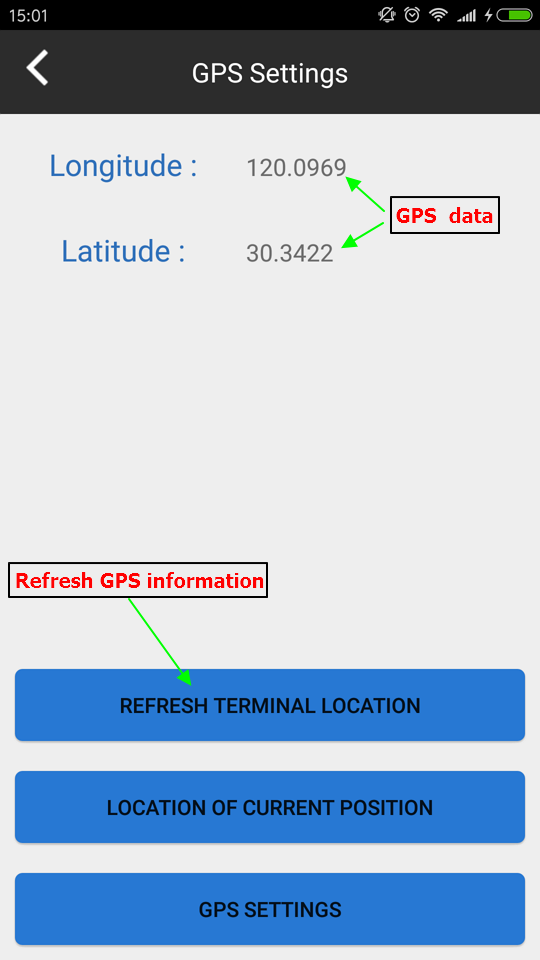 15:01
GPS Settings
Longitude : 120.0969
GPS data
Latitude : 30.3422
Refresh GPS information
REFRESH TERMINAL LOCATION
LOCATION OF CURRENT POSITION
GPS SETTINGS